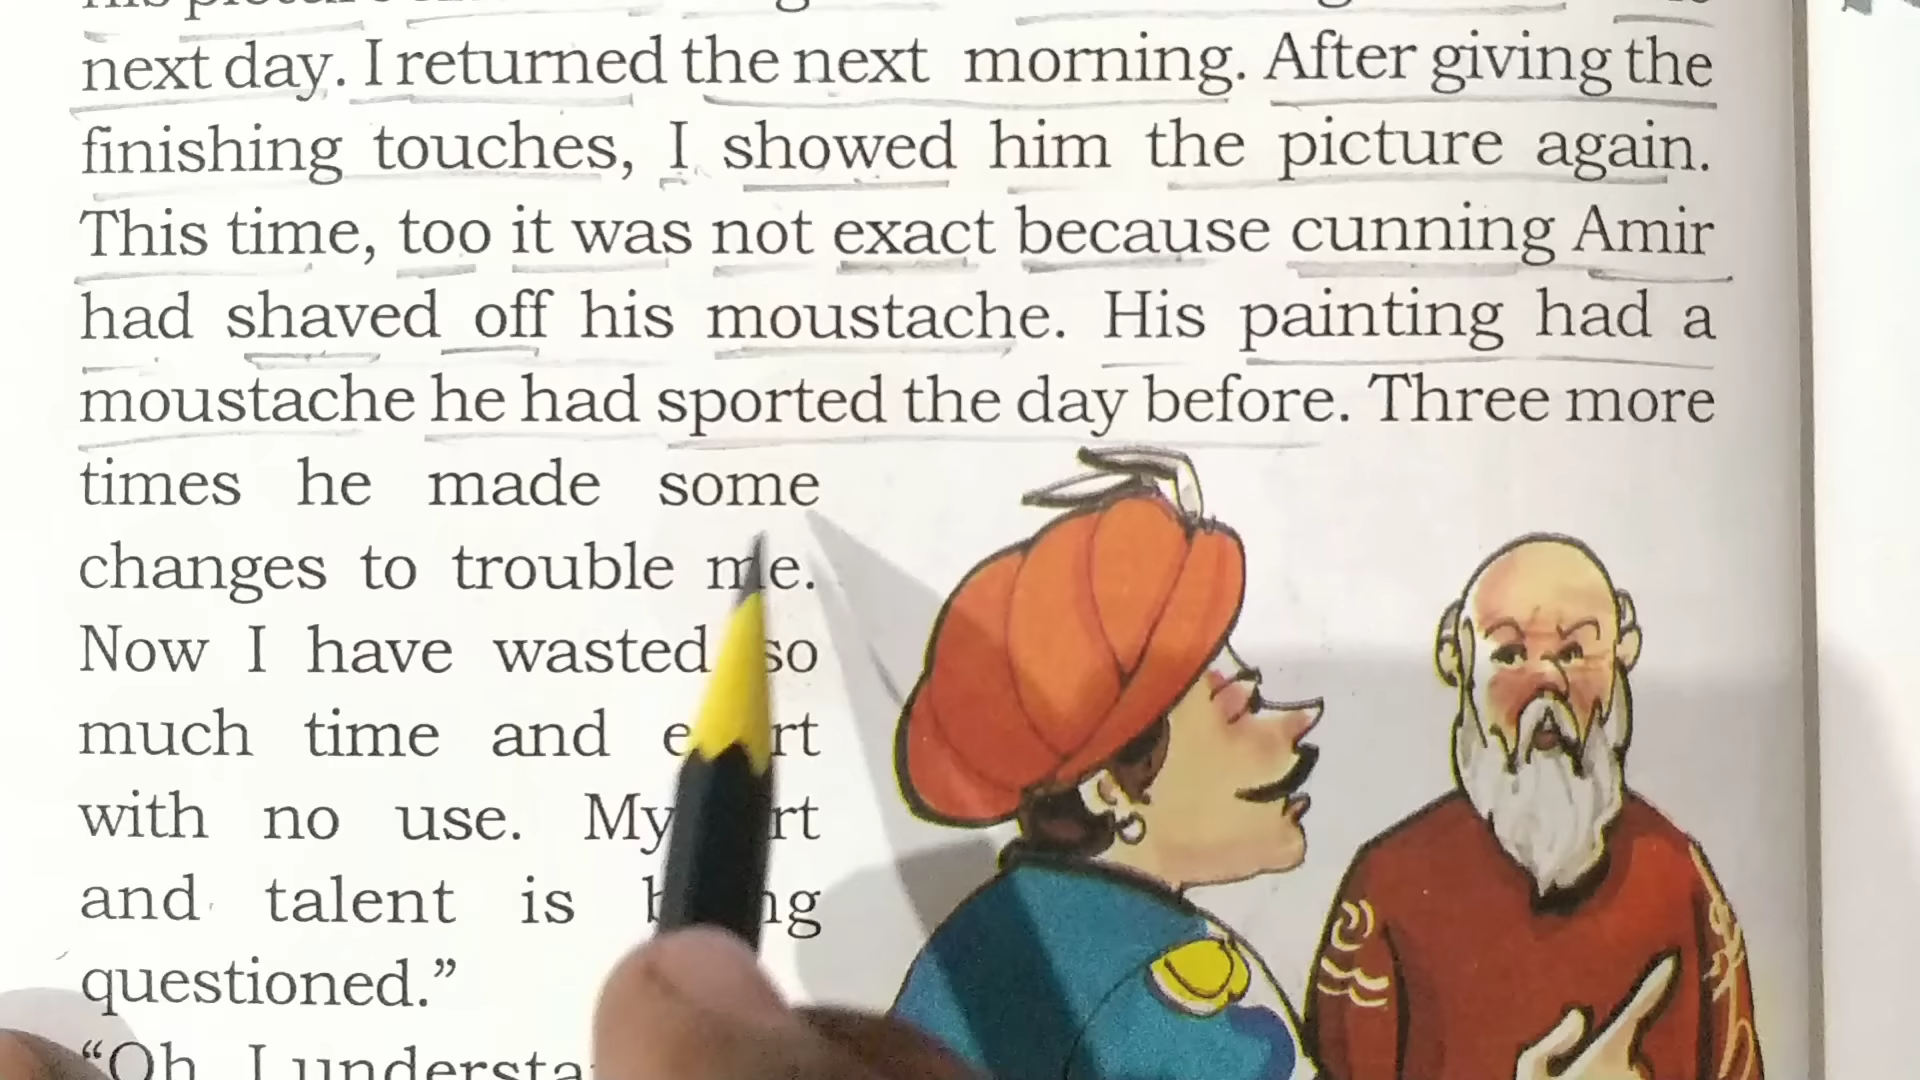 next day. I returned the next morning. After giving the
finishing touches, I showed him the picture again.
This time, too it was not exact because cunning Amir
had shaved off his moustache. His painting had a
moustache he had sported the day before. Three more
times he made some
changes to trouble me.
Now I have wasted so
much time and
with no use. My
and talent is
questioned.”
“Oh I